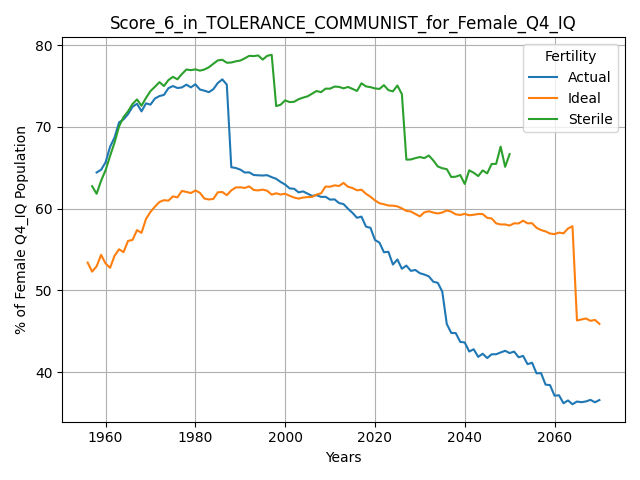 Score_6_in_TOLERANCE_COMMUNIST_for_Female_Q4_IQ
Fertility
Actual
Ideal
Sterile
% of Female Q4_IQ Population
80
70
60
50
40
1960 1980 2000 2020 2040 2060
Years